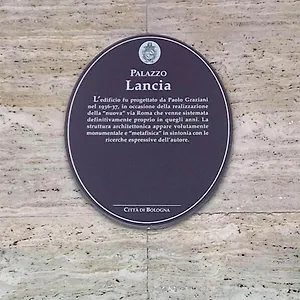 PALAZZO
Lancia
L'edificio fu progettato da Paolo Graziani
nel 1936-37, in occasione della realizzazione
della "nuova" via Roma che venne sistemata
definitivamente proprio in quegli anni. La
struttura architettonica appare volutamente
monumentale e "metafisica" in sintonia con le
ricerche espressive dell'autore.
CITTÀ DI BOLOGNA